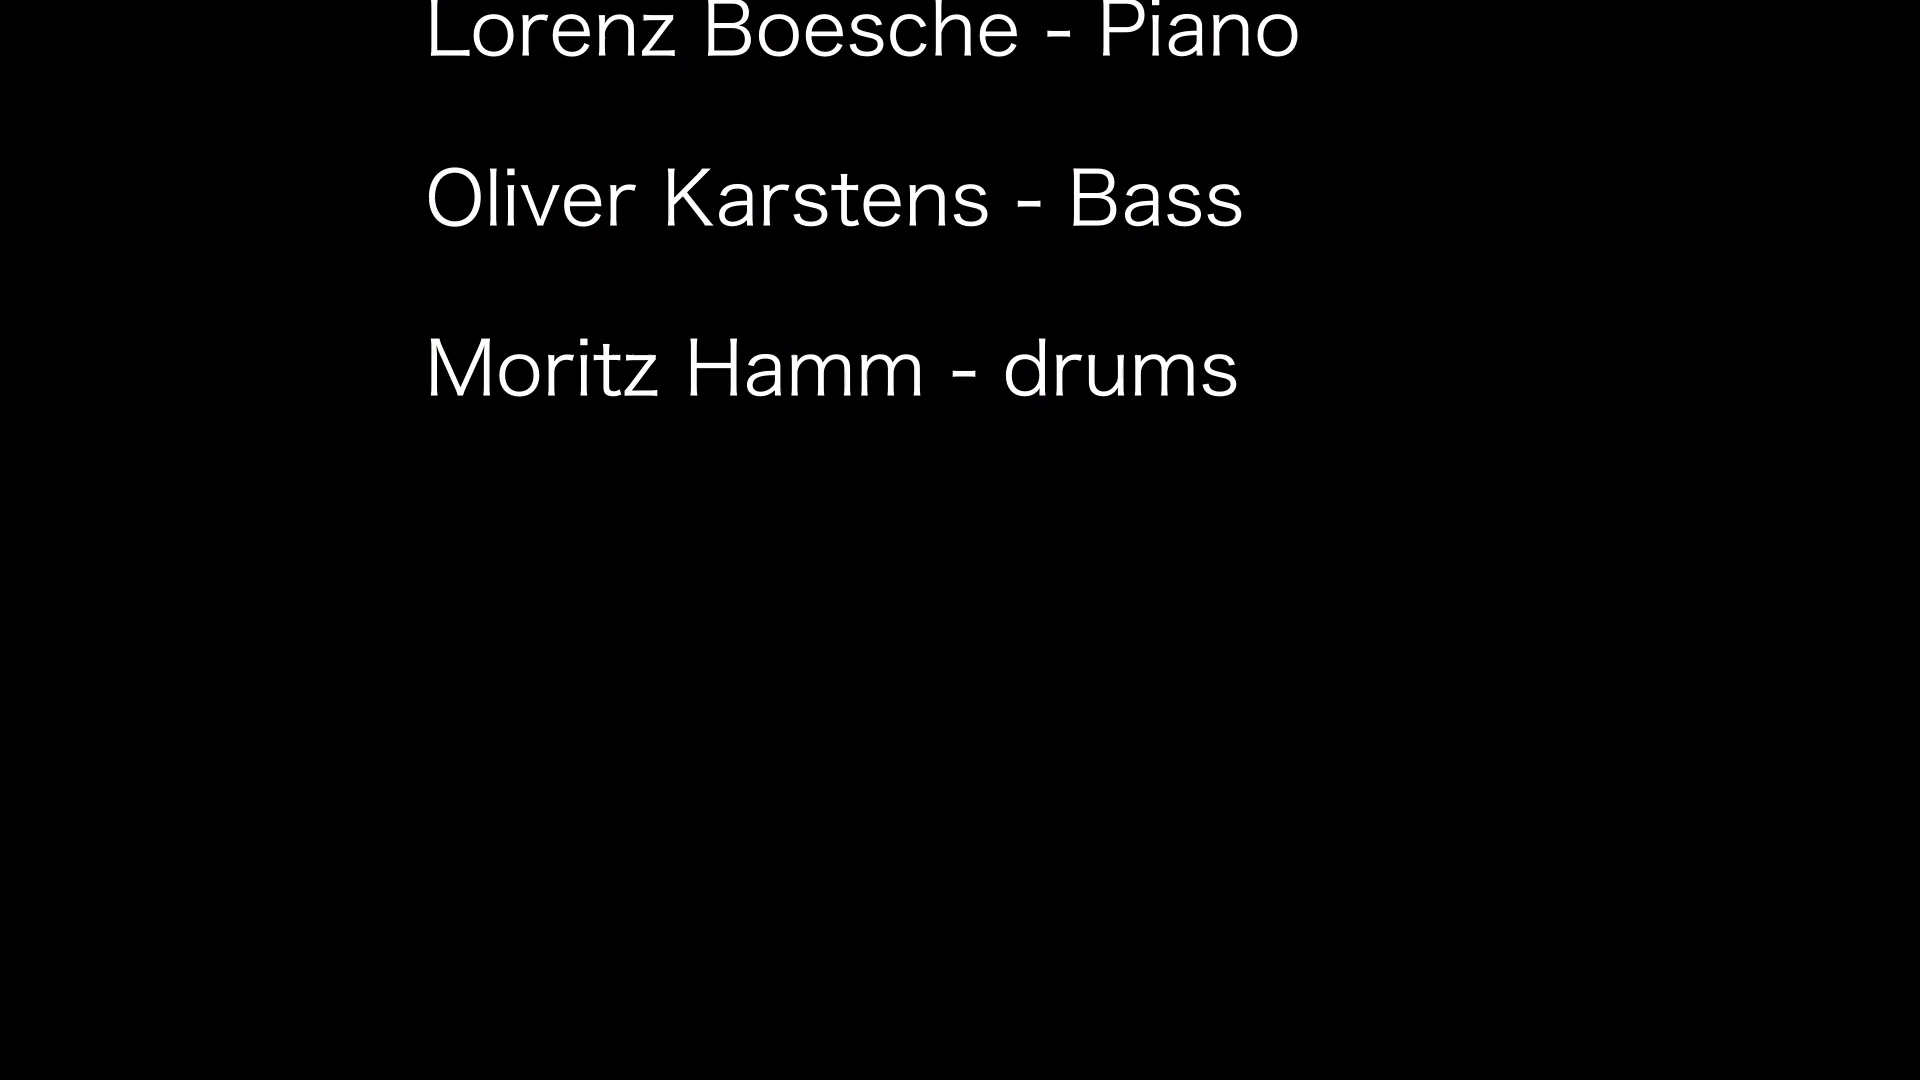 Lorenz Boesche - Piano
Oliver Karstens - Bass
Moritz Hamm - drums